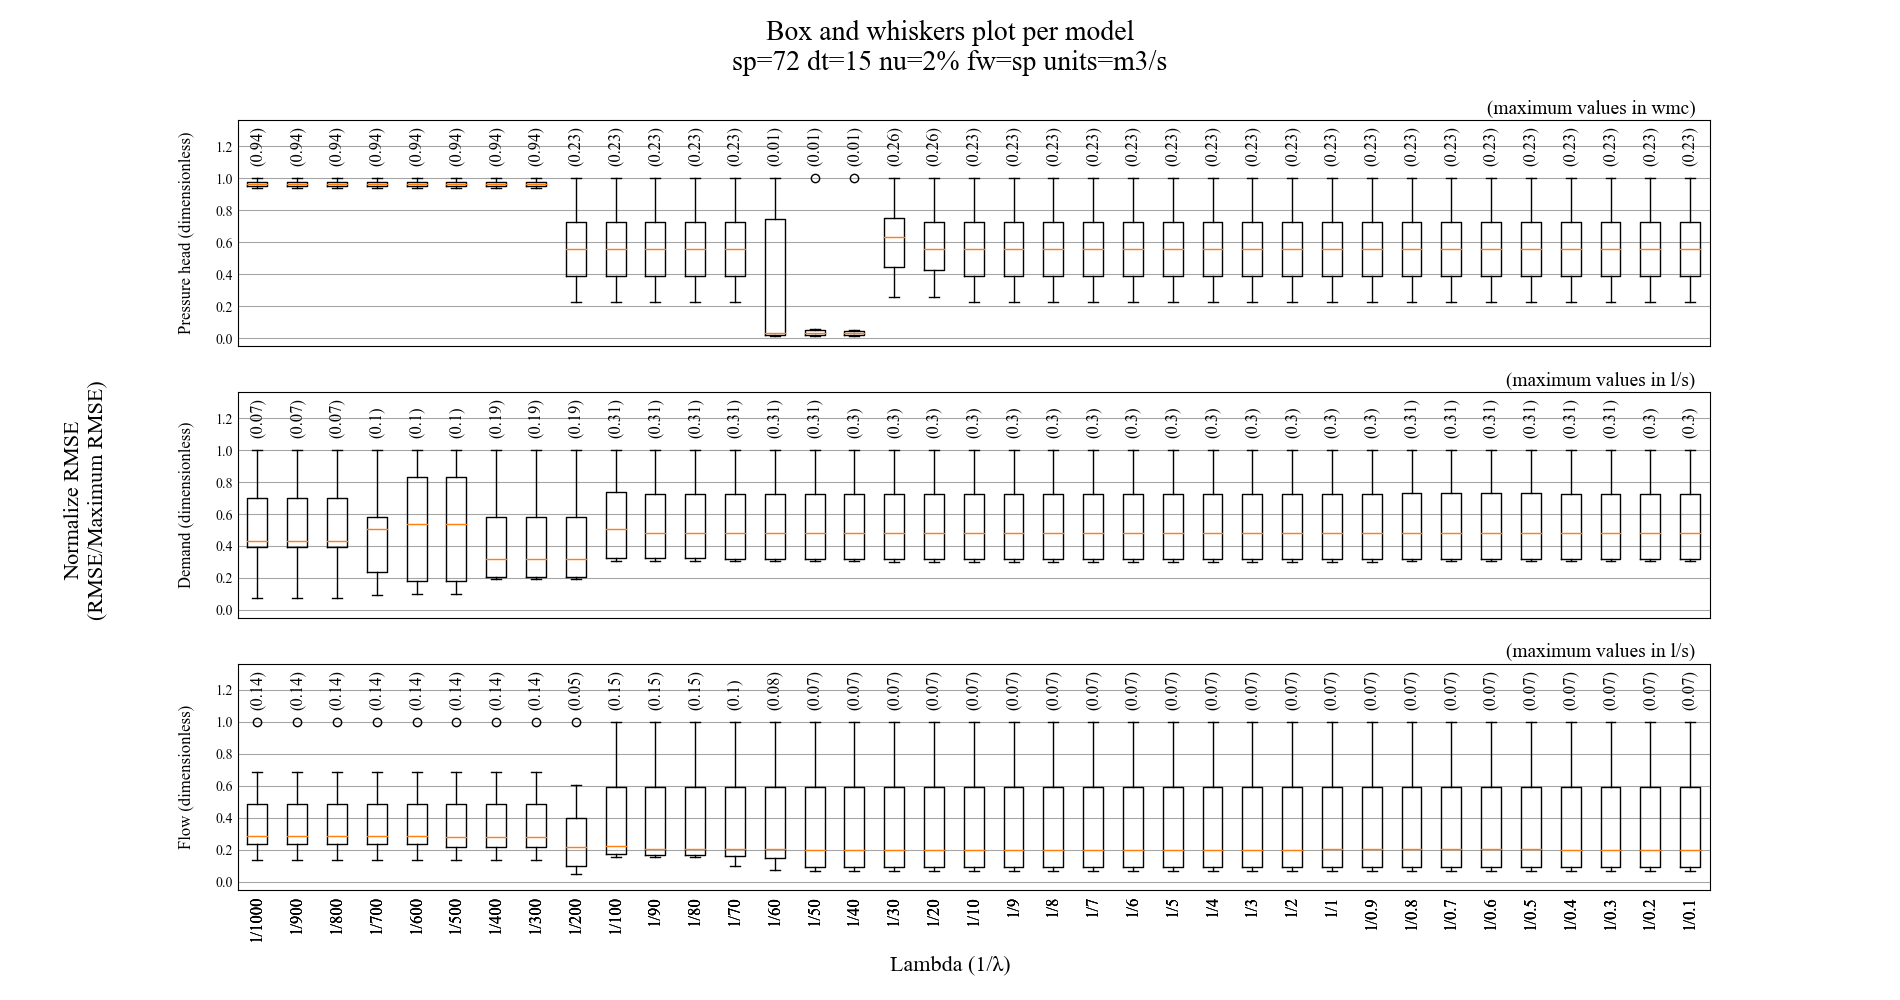 Box and whiskers plot per model
sp=72 dt=15 nu=2% fw=sp units=m3/s
(maximum values in wmc)
Pressure head (dimensionless)
1.2
1.0
0.8
0.6
0.4
0.2
0.0
(0.94) (0.94) (0.94) (0.94) (0.94) (0.94) (0.94) (0.94) (0.23) (0.23) (0.23) (0.23) (0.23) (0.01) (0.01) (0.01) (0.26) (0.26) (0.23) (0.23) (0.23) (0.23) (0.23) (0.23) (0.23) (0.23) (0.23) (0.23) (0.23) (0.23) (0.23) (0.23) (0.23) (0.23) (0.23) (0.23) (0.23)
Normalize RMSE
(RMSE/Maximum RMSE)
(maximum values in l/s)
Demand (dimensionless)
1.2
1.0
0.8
0.6
0.4
0.2
0.0
(0.07) (0.07) (0.07) (0.1) (0.1) (0.1) (0.19) (0.19) (0.19) (0.31) (0.31) (0.31) (0.31) (0.31) (0.31) (0.3) (0.3) (0.3) (0.3) (0.3) (0.3) (0.3) (0.3) (0.3) (0.3) (0.3) (0.3) (0.3) (0.3) (0.31) (0.31) (0.31) (0.31) (0.31) (0.31) (0.3) (0.3)
(maximum values in l/s)
Flow (dimensionless)
1.2
1.0
0.8
0.6
0.4
0.2
0.0
(0.14) (0.14) (0.14) (0.14) (0.14) (0.14) (0.14) (0.14) (0.05) (0.15) (0.15) (0.15) (0.1) (0.08) (0.07) (0.07) (0.07) (0.07) (0.07) (0.07) (0.07) (0.07) (0.07) (0.07) (0.07) (0.07) (0.07) (0.07) (0.07) (0.07) (0.07) (0.07) (0.07) (0.07) (0.07) (0.07) (0.07)
1/1000 1/900 1/800 1/700 1/600 1/500 1/400 1/300 1/200 1/100 1/90 1/80 1/70 1/60 1/50 1/40 1/30 1/20 1/10 1/9 1/8 1/7 1/6 1/5 1/4 1/3 1/2 1/1 1/0.9 1/0.8 1/0.7 1/0.6 1/0.5 1/0.4 1/0.3 1/0.2 1/0.1
Lambda (1/λ)